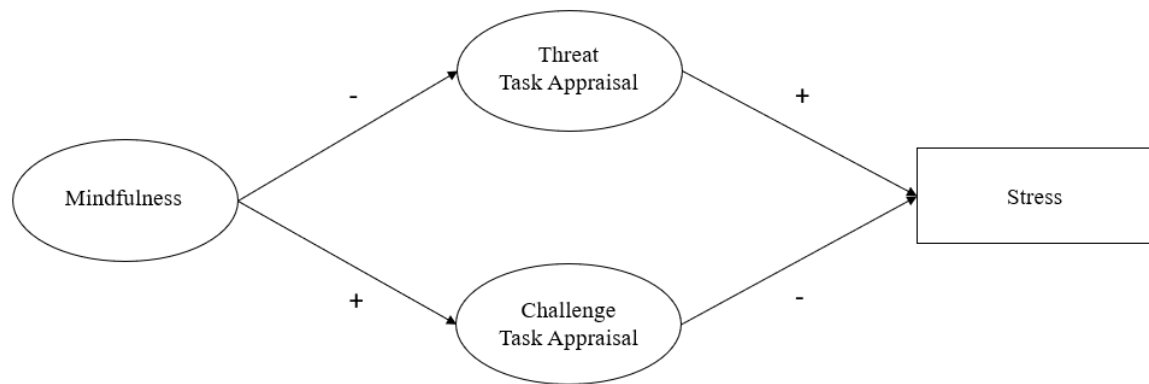 Threat
Task Appraisal
-
+
Mindfulness
Stress
+
-
Challenge
Task Appraisal